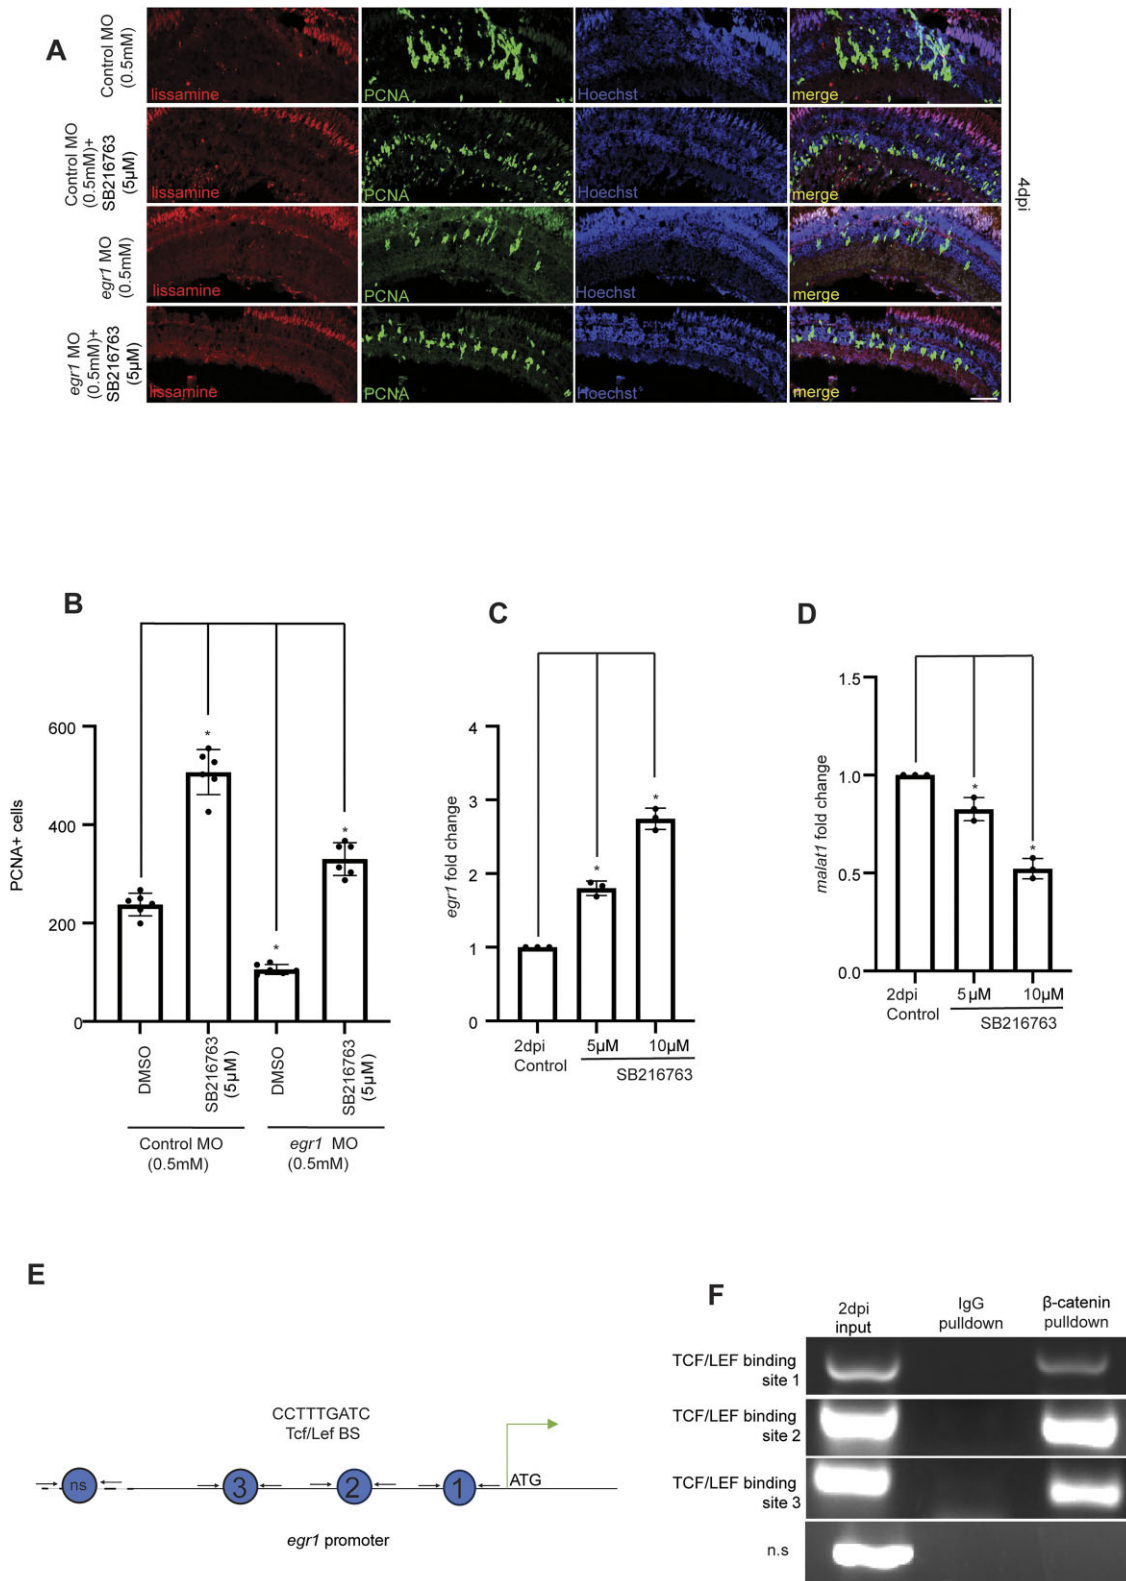 A
Control MO
(0.5mM)
lissamine
PCNA
Hoechst
merge
Control MO
(0.5mM)+
SB216763
(5µM)
lissamine
PCNA
Hoechst
merge
egr1 MO
(0.5mM)
lissamine
PCNA
Hoechst
merge
egr1 MO
(0.5mM)+
SB216763
(5µM)
lissamine
PCNA
Hoechst
merge
4dpi
B
PCNA+ cells
600
400
200
0
*
*
*
DMSO
SB216763
(5µM)
DMSO
SB216763
(5µM)
Control MO
(0.5mM)
egr1 MO
(0.5mM)
C
egr1 fold change
4
3
2
1
0
*
*
2dpi
Control
5µM
10µM
SB216763
D
malat1 fold change
1.5
1.0
0.5
0.0
*
*
2dpi
Control
5µM
10µM
SB216763
E
CCTTTGATC
Tcf/Lef BS
ns
3
2
1
ATG
egr1 promoter
F
2dpi
input
IgG
pulldown
β-catenin
pulldown
TCF/LEF binding
site 1
TCF/LEF binding
site 2
TCF/LEF binding
site 3
n.s